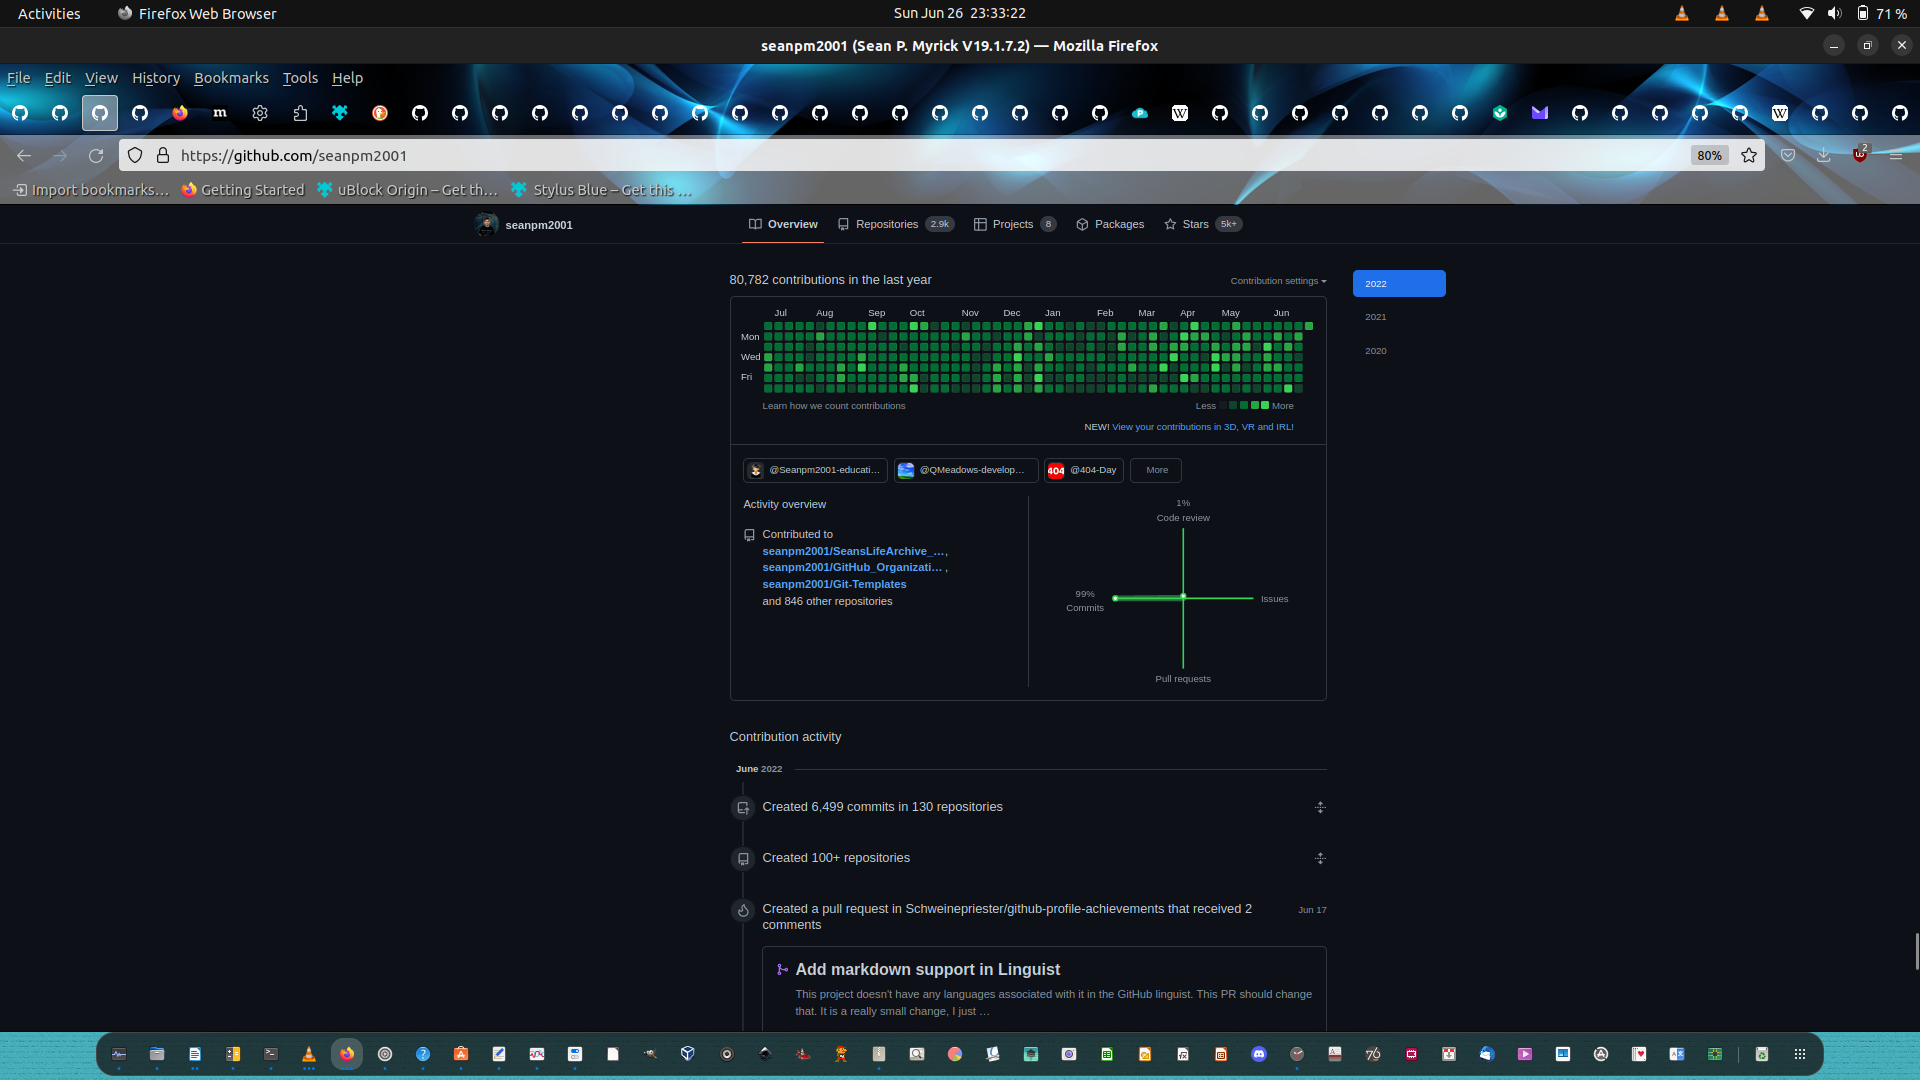 Activities
Firefox Web Browser
Sun Jun 26 23:33:22
71 %
seanpm2001 (Sean P. Myrick V19.1.7.2) — Mozilla Firefox
File Edit View History Bookmarks Tools Help
https://github.com/seanpm2001
80%
2
Import bookmarks…
Getting Started
uBlock Origin – Get th…
Stylus Blue – Get this …
seanpm2001
Overview
Repositories 2.9k
Projects 8
Packages
Stars 5k+
80,782 contributions in the last year
Contribution settings
2022
2021
2020
Jul Aug Sep Oct Nov Dec Jan Feb Mar Apr May Jun
Mon
Wed
Fri
Learn how we count contributions
Less More
NEW! View your contributions in 3D, VR and IRL!
@Seanpm2001-educati…
@QMeadows-develop…
404 @404-Day
More
Activity overview
Contributed to
seanpm2001/SeansLifeArchive_…,
seanpm2001/GitHub_Organizati… ,
seanpm2001/Git-Templates
and 846 other repositories
1%
Code review
99%
Commits
Issues
Pull requests
Contribution activity
June 2022
Created 6,499 commits in 130 repositories
Created 100+ repositories
Created a pull request in Schweinepriester/github-profile-achievements that received 2
comments
Jun 17
Add markdown support in Linguist
This project doesn't have any languages associated with it in the GitHub linguist. This PR should change
that. It is a really small change, I just …